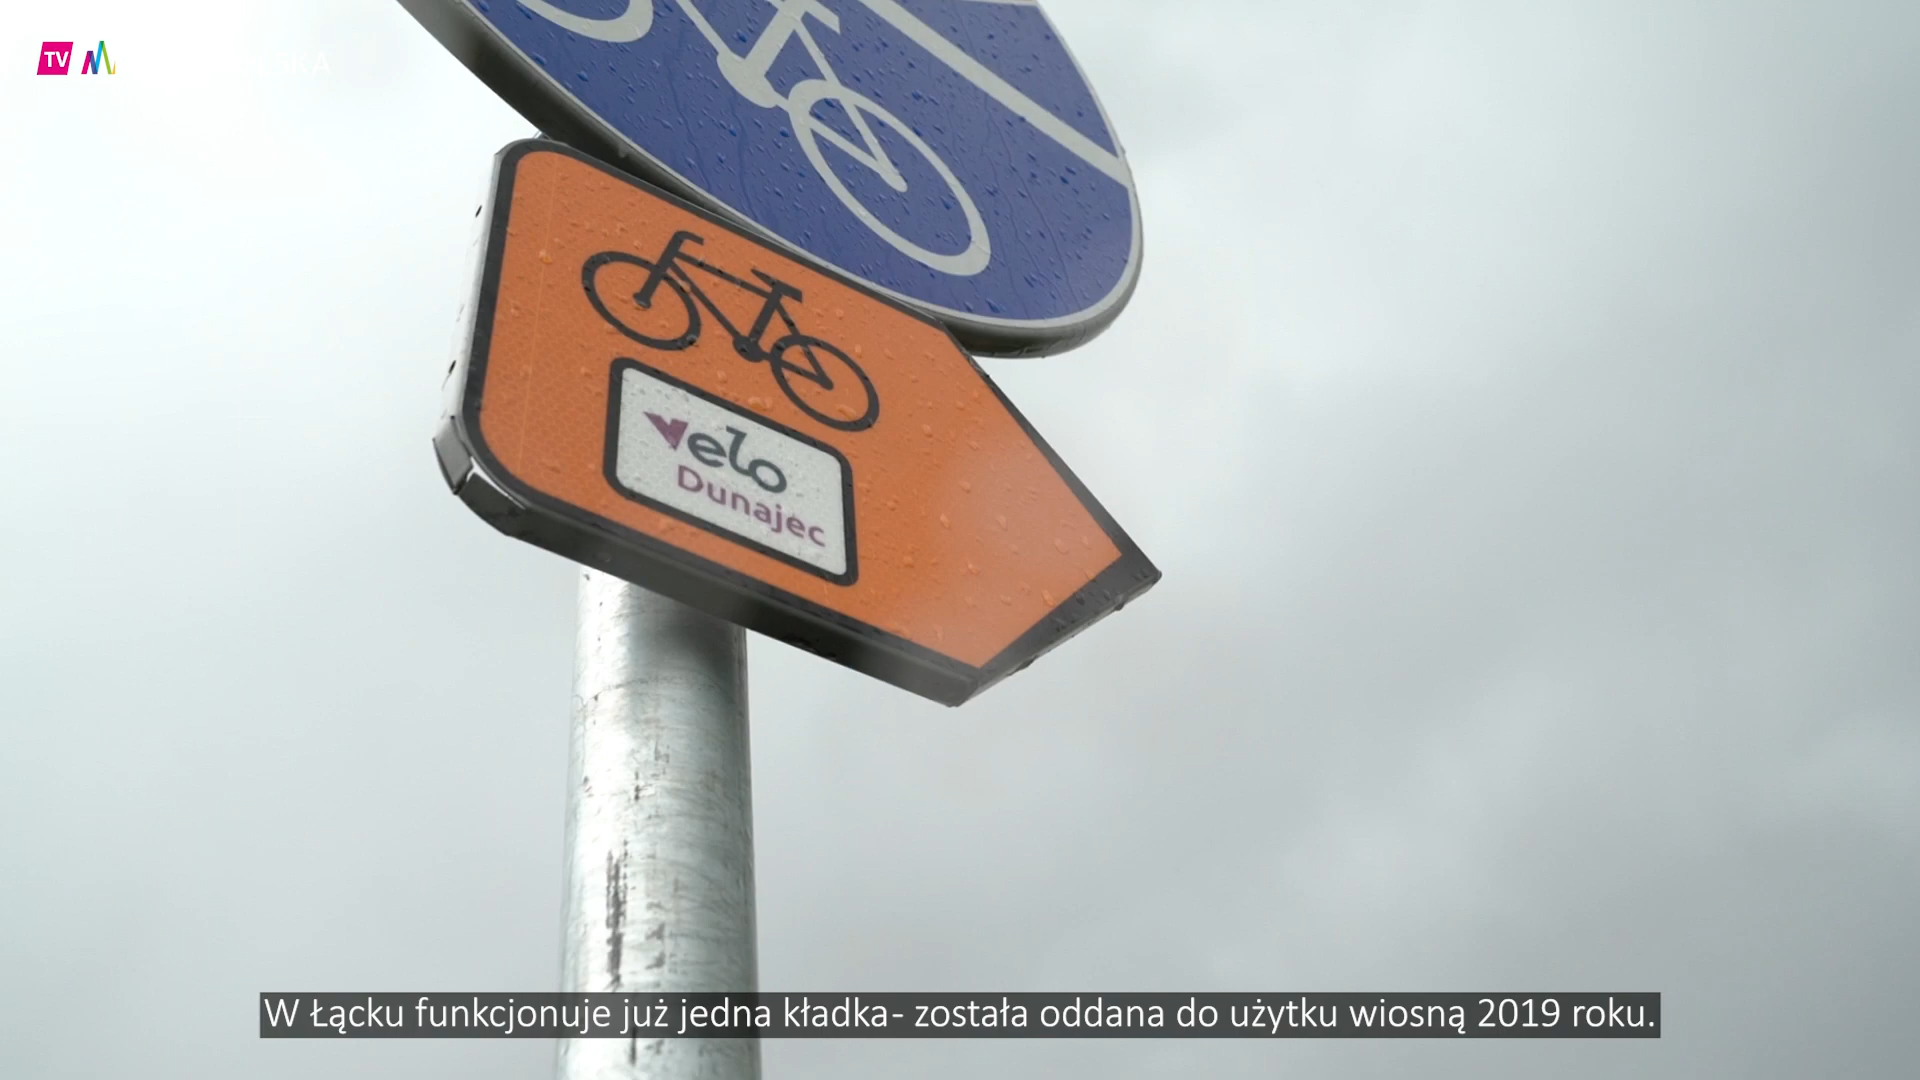 TV
velo
Dunajec
W Łącku funkcjonuje już jedna kładka- została oddana do użytku wiosną 2019 roku.